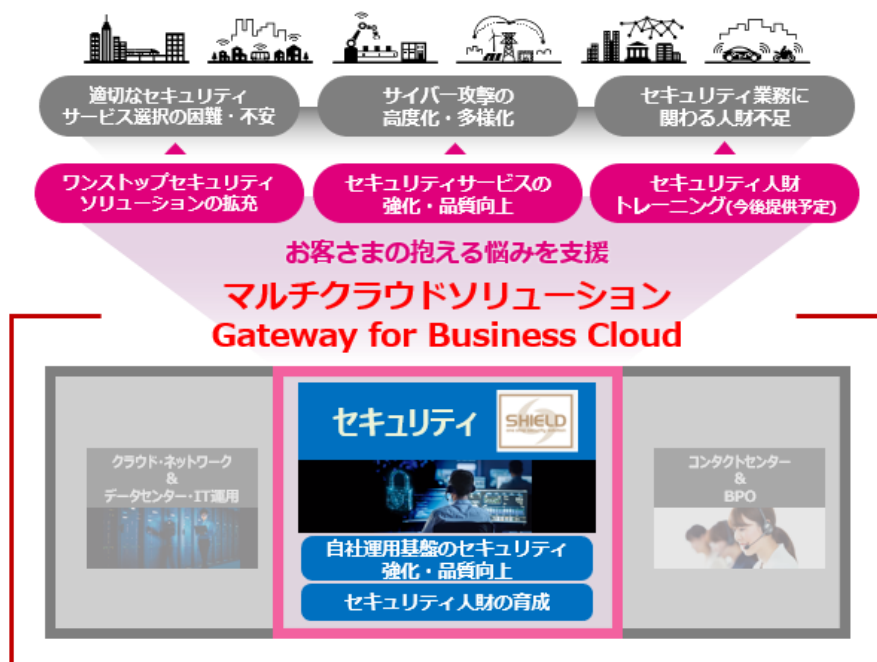 適切なセキュリティ
サービス選択の困難・不安
サイバー攻撃の
高度化・多様化
セキュリティ業務に
関わる人財不足
ワンストップセキュリティ
ソリューションの拡充
セキュリティサービスの
強化・品質向上
セキュリティ人財
トレーニング(今後提供予定)
お客さまの抱える悩みを支援
マルチクラウドソリューション
Gateway for Business Cloud
クラウド・ネットワーク
&
データセンター・IT運用
セキュリティ
SHIELD
自社運用基盤のセキュリティ
強化・品質向上
セキュリティ人財の育成
コンタクトセンター
&
BPO